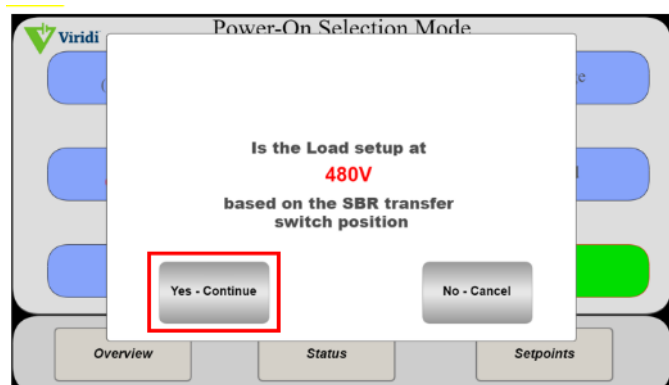 Viridi
Power-On Selection Mode
Is the Load setup at
480V
based on the SBR transfer
switch position
Yes - Continue
No - Cancel
Overview
Status
Setpoints